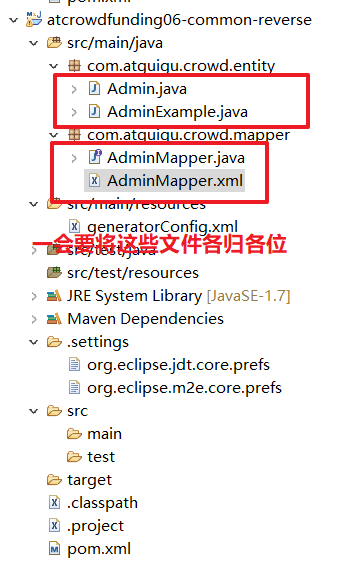 atcrowdfunding06-common-reverse
src/main/java
com.atguigu.crowd.entity
Admin.java
AdminExample.java
com.atguigu.crowd.mapper
AdminMapper.java
AdminMapper.xml
src/main/resources
generatorConfig.xml
一会要将这些文件各归各位
src/test/java
src/test/resources
JRE System Library [JavaSE-1.7]
Maven Dependencies
.settings
org.eclipse.jdt.core.prefs
org.eclipse.m2e.core.prefs
src
main
test
target
.classpath
.project
pom.xml